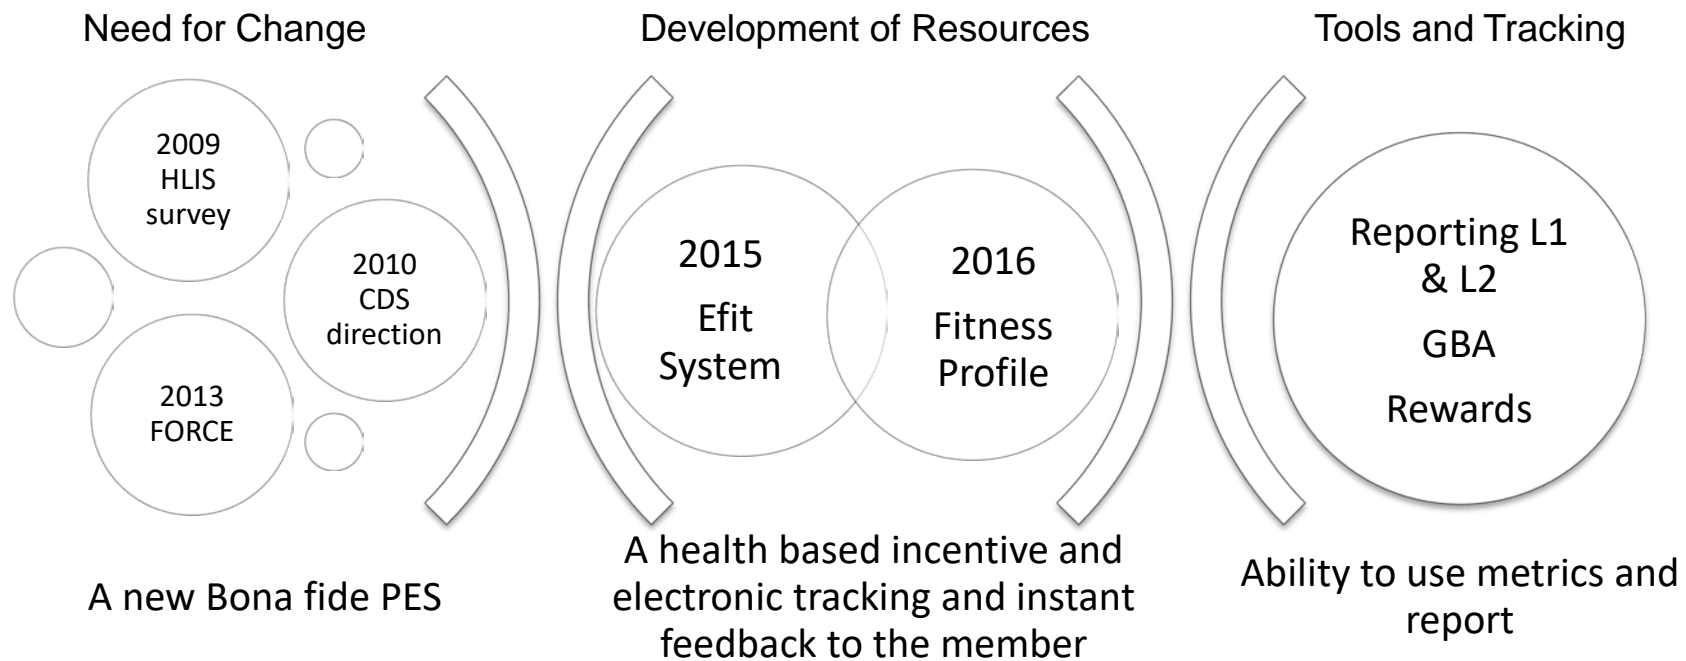 Need for Change
Development of Resources
Tools and Tracking
2009
HLIS
survey
2010
CDS
direction
2013
FORCE
A new Bona fide PES
2015
Efit
System
2016
Fitness
Profile
A health based incentive and
electronic tracking and instant
feedback to the member
Reporting L1
& L2
GBA
Rewards
Ability to use metrics and
report